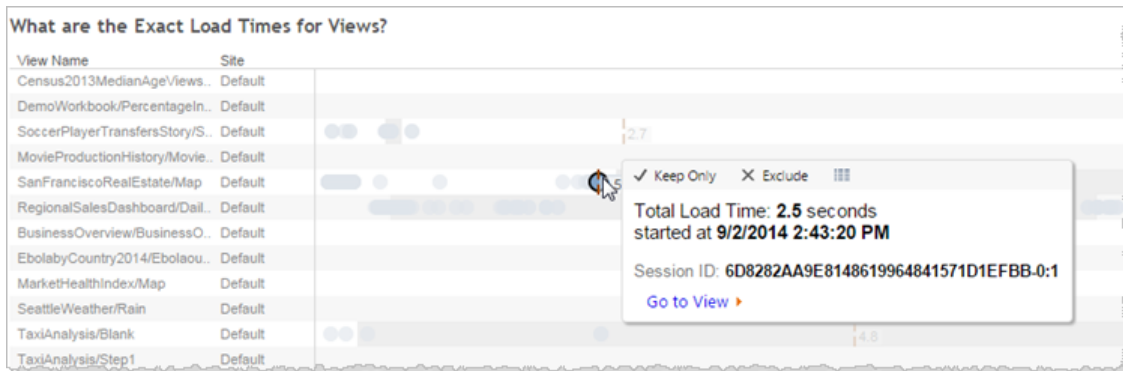 What are the Exact Load Times for Views?
View Name Site
Census2013MedianAgeViews.. Default
DemoWorkbook/PercentageIn.. Default
SoccerPlayerTransfersStory/S.. Default
2.7
MovieProductionHistory/Movie.. Default
SanFranciscoRealEstate/Map Default
5
Keep Only Exclude
RegionalSalesDashboard/Dail.. Default
Total Load Time: 2.5 seconds
started at 9/2/2014 2:43:20 PM
BusinessOverview/BusinessO.. Default
EbolabyCountry2014/Ebolaou.. Default
Session ID: 6D8282AA9E8148619964841571D1EFBB-0:1
MarketHealthIndex/Map Default
Go to View
SeattleWeather/Rain Default
TaxiAnalysis/Blank Default
4.8
TaxiAnalysis/Step1 Default